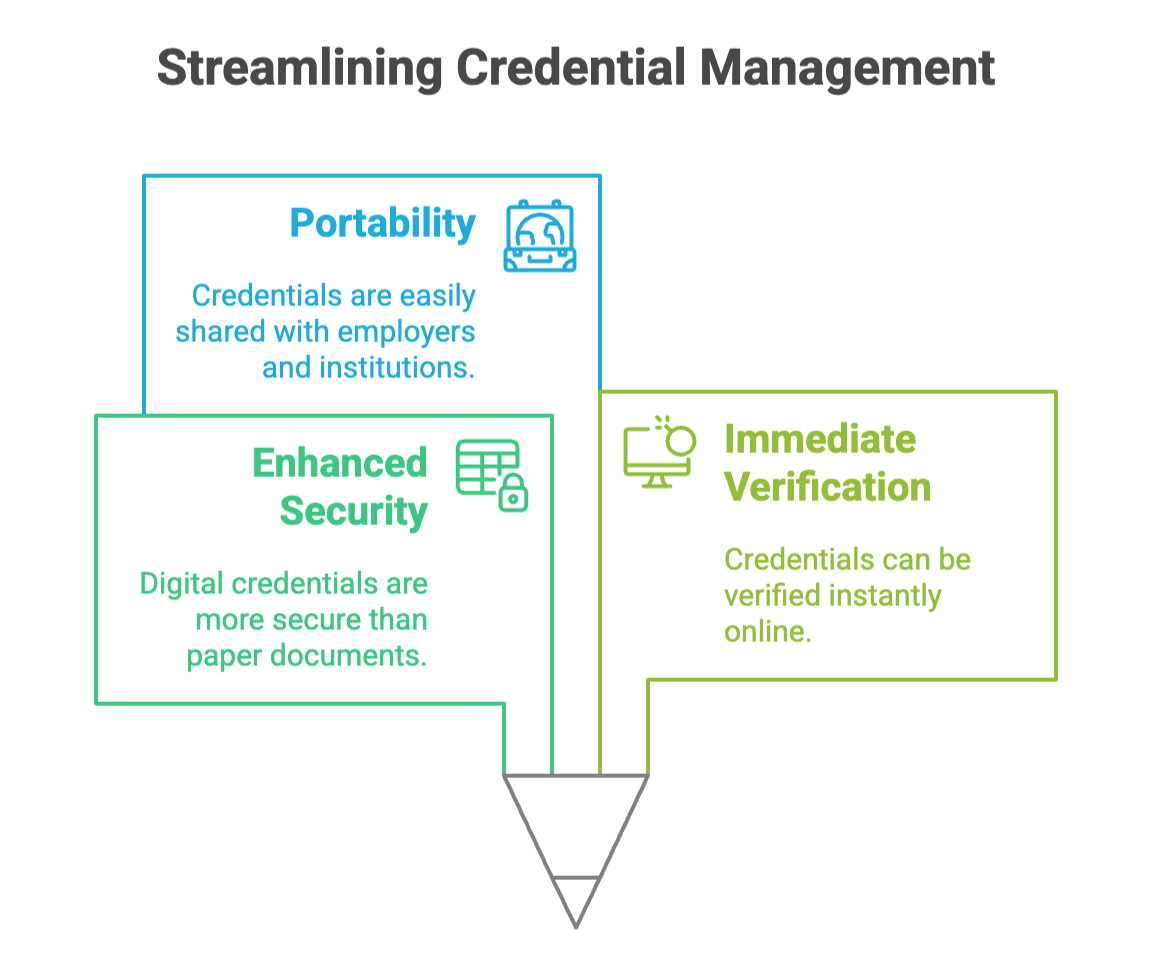 Streamlining Credential Management
Portability
Credentials are easily
shared with employers
and institutions.
Enhanced
Security
Digital credentials are
more secure than
paper documents.
Immediate
Verification
Credentials can be
verified instantly
online.